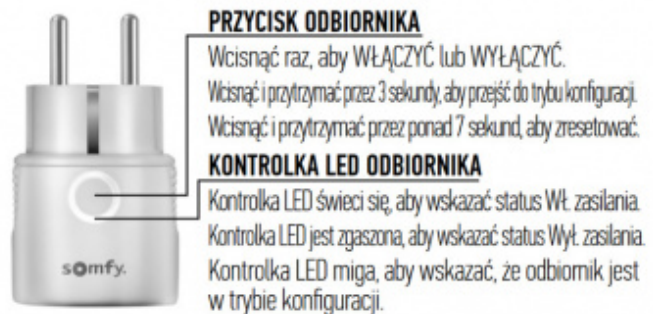 PRZYCISK ODBIORNIKA
Wcisnąć raz, aby WŁĄCZYĆ lub WYŁĄCZYĆ.
Wcisnąć i przytrzymać przez 3 sekundy, aby przejść do trybu konfiguracji.
Wcisnąć i przytrzymać przez ponad 7 sekund, aby zresetować.
KONTROLKA LED ODBIORNIKA
Kontrolka LED świeci się, aby wskazać status Wł. zasilania.
Kontrolka LED jest zgaszona, aby wskazać status Wył. zasilania.
Kontrolka LED miga, aby wskazać, że odbiornik jest
w trybie konfiguracji.
somfy.